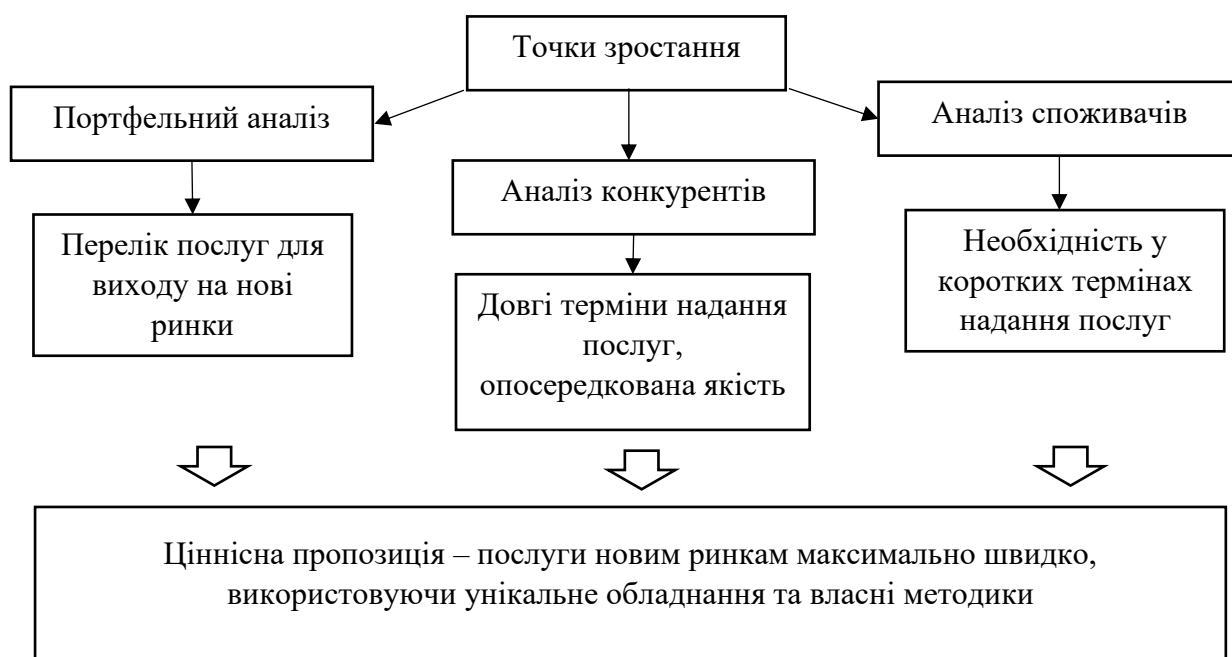 Точки зростання
Портфельний аналіз
Аналіз споживачів
Аналіз конкурентів
Перелік послуг для
виходу на нові
ринки
Довгі терміни надання
послуг,
опосередкована якість
Необхідність у
коротких термінах
надання послуг
Ціннісна пропозиція – послуги новим ринкам максимально швидко,
використовуючи унікальне обладнання та власні методики